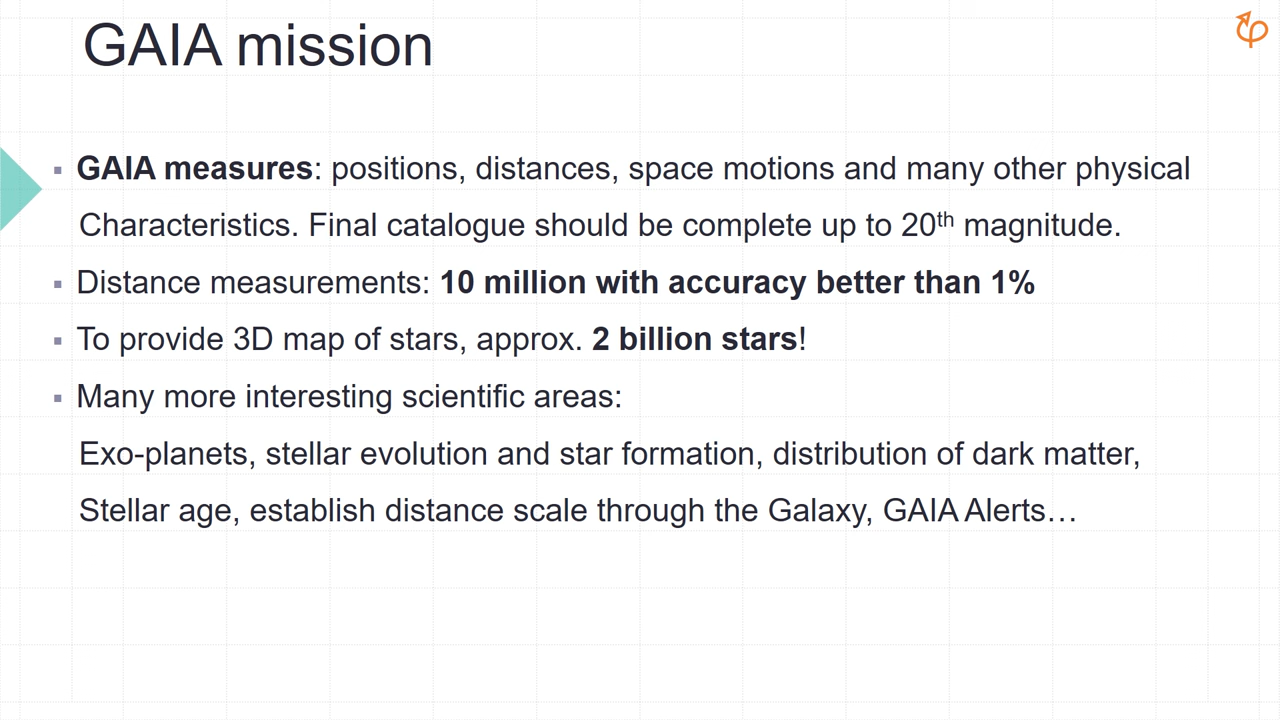 GAIA mission
▪ GAIA measures: positions, distances, space motions and many other physical
Characteristics. Final catalogue should be complete up to 20th magnitude.
▪ Distance measurements: 10 million with accuracy better than 1%
▪ To provide 3D map of stars, approx. 2 billion stars!
▪ Many more interesting scientific areas:
Exo-planets, stellar evolution and star formation, distribution of dark matter,
Stellar age, establish distance scale through the Galaxy, GAIA Alerts…